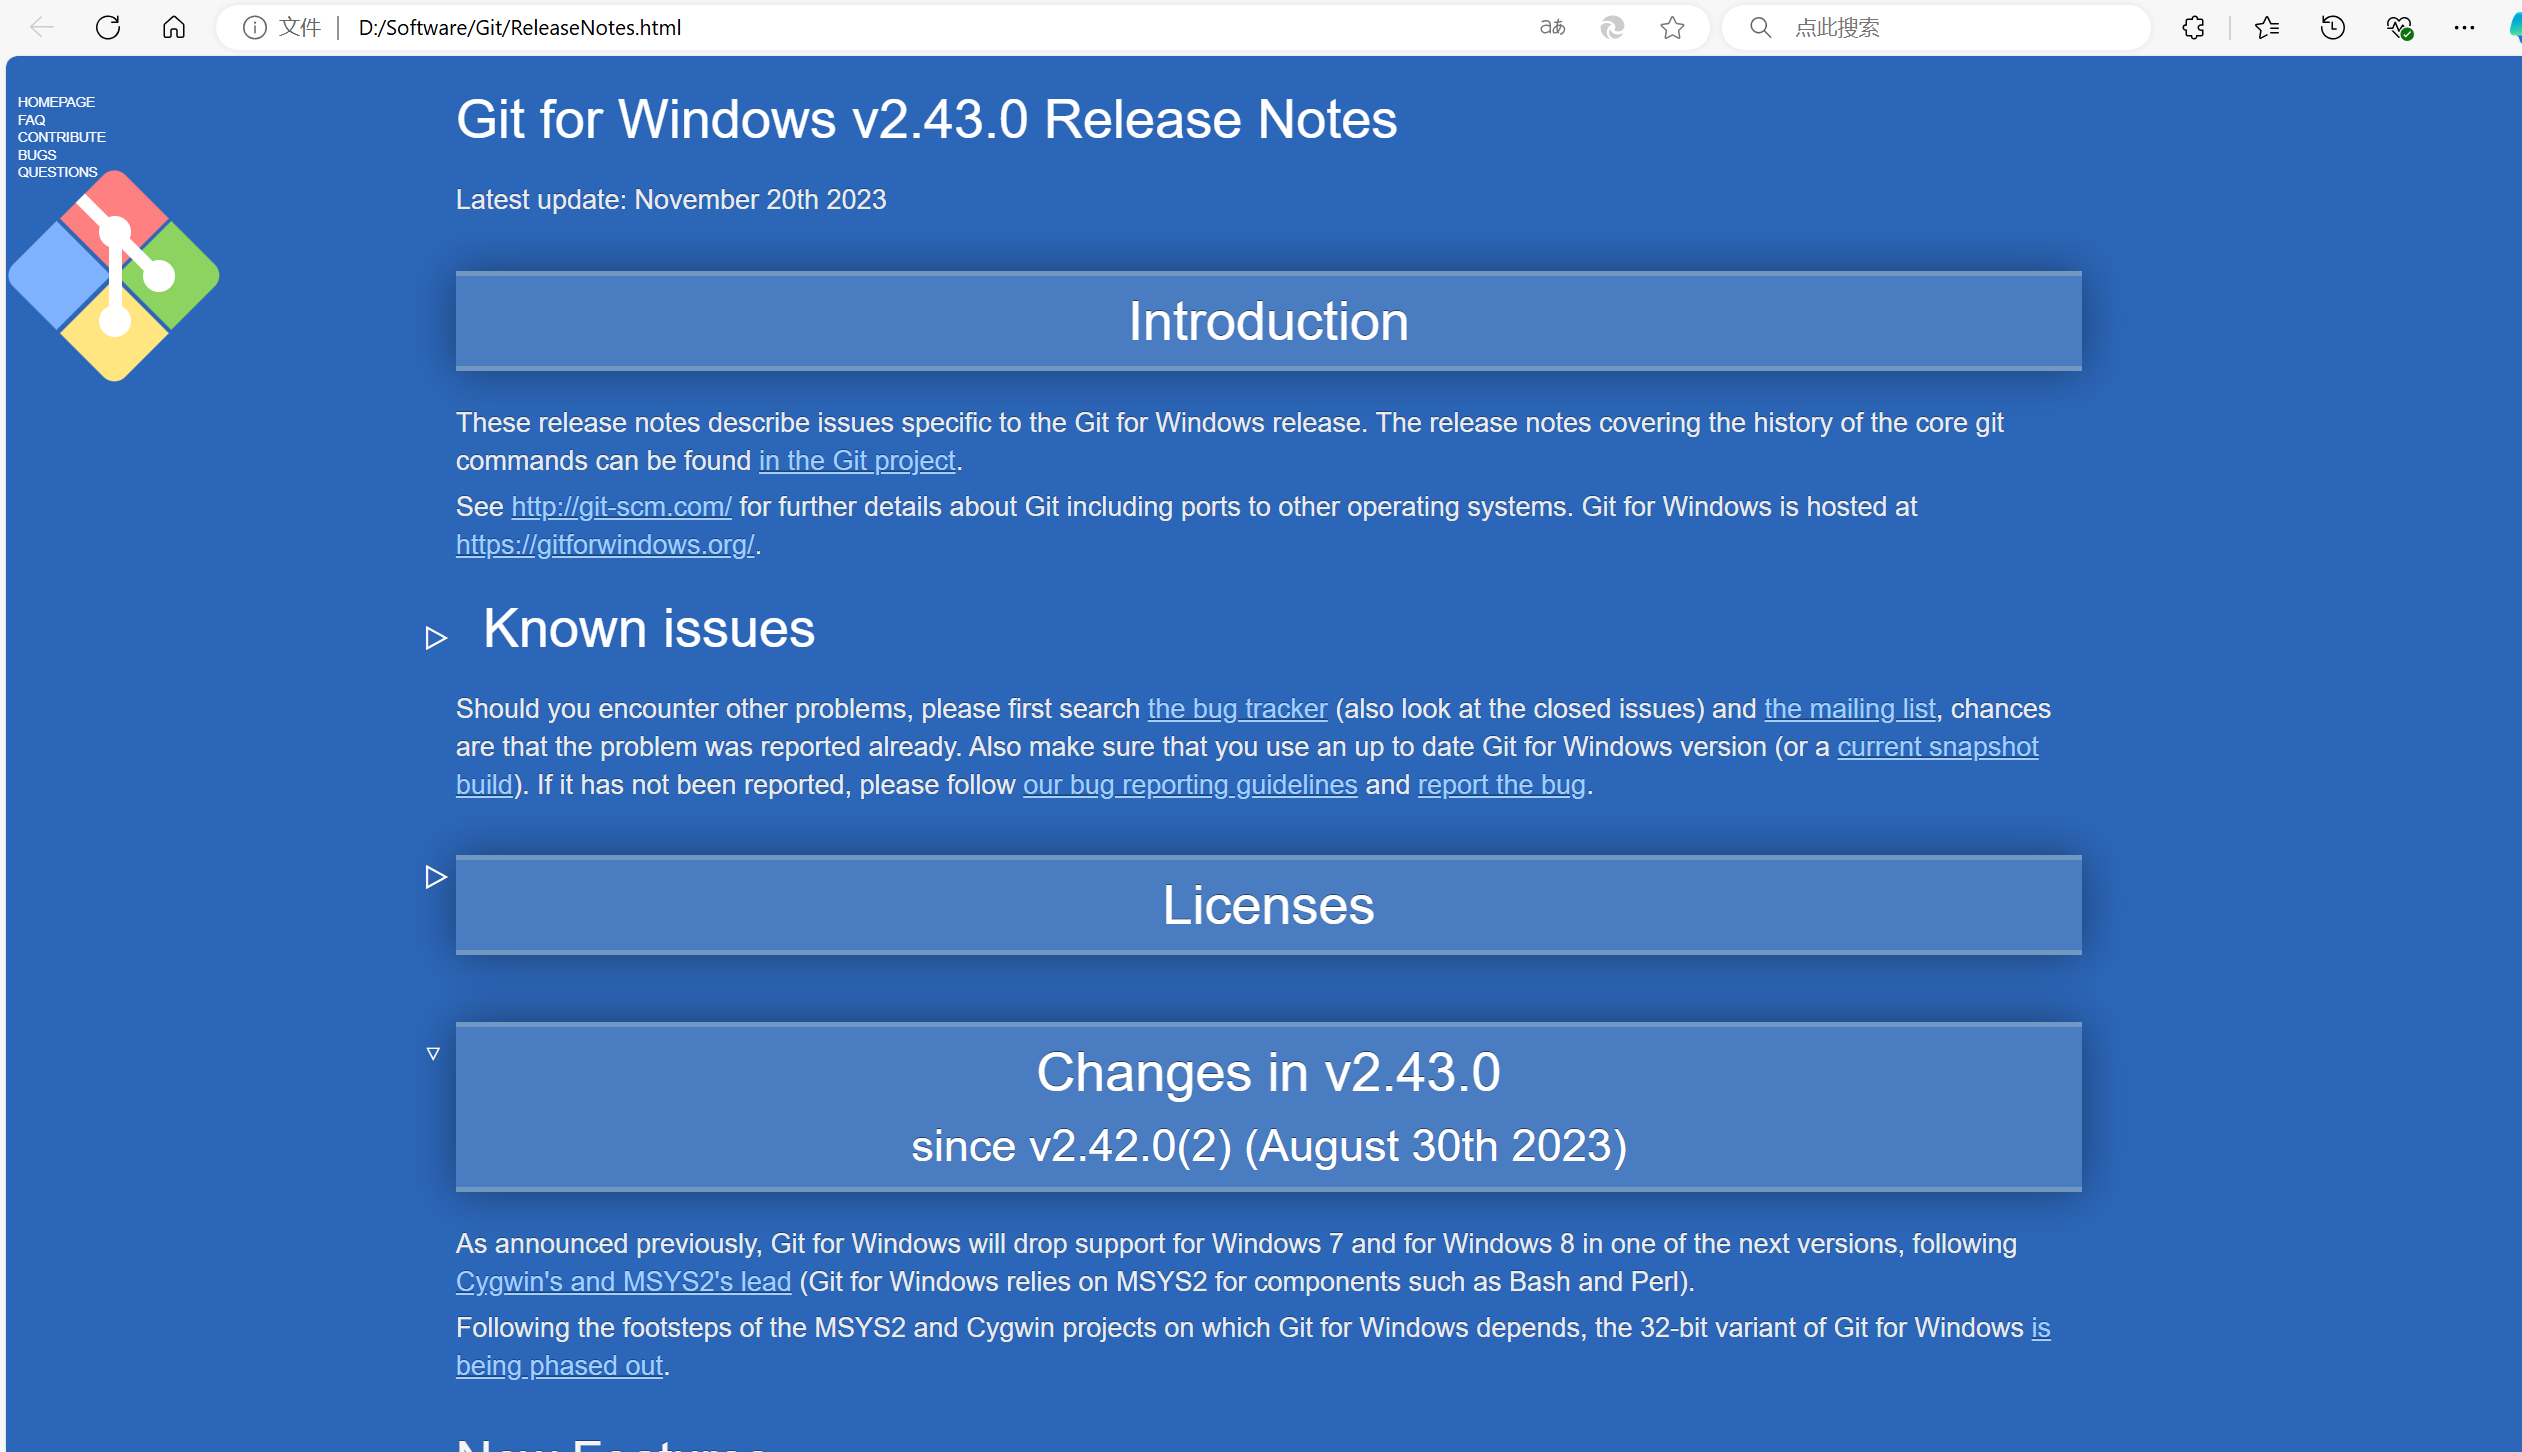 文件 D:/Software/Git/ReleaseNotes.html aあ 点此搜索
HOMEPAGE
FAQ
CONTRIBUTE
BUGS
QUESTIONS
Git for Windows v2.43.0 Release Notes
Latest update: November 20th 2023
Introduction
These release notes describe issues specific to the Git for Windows release. The release notes covering the history of the core git
commands can be found in the Git project.
See http://git-scm.com/ for further details about Git including ports to other operating systems. Git for Windows is hosted at
https://gitforwindows.org/.
Known issues
Should you encounter other problems, please first search the bug tracker (also look at the closed issues) and the mailing list, chances
are that the problem was reported already. Also make sure that you use an up to date Git for Windows version (or a current snapshot
build). If it has not been reported, please follow our bug reporting guidelines and report the bug.
Licenses
Changes in v2.43.0
since v2.42.0(2) (August 30th 2023)
As announced previously, Git for Windows will drop support for Windows 7 and for Windows 8 in one of the next versions, following
Cygwin's and MSYS2's lead (Git for Windows relies on MSYS2 for components such as Bash and Perl).
Following the footsteps of the MSYS2 and Cygwin projects on which Git for Windows depends, the 32-bit variant of Git for Windows is
being phased out.
New Features